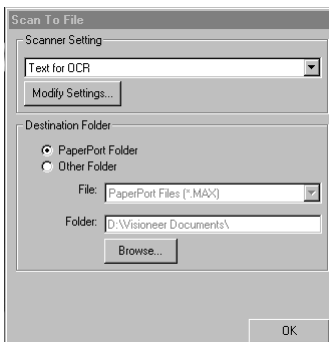 Scan To File
Scanner Setting
Text for OCR
Modify Settings...
Destination Folder
PaperPort Folder
Other Folder
File: PaperPort Files (*.MAX)
Folder: D:\Visioneer Documents\
Browse...
OK